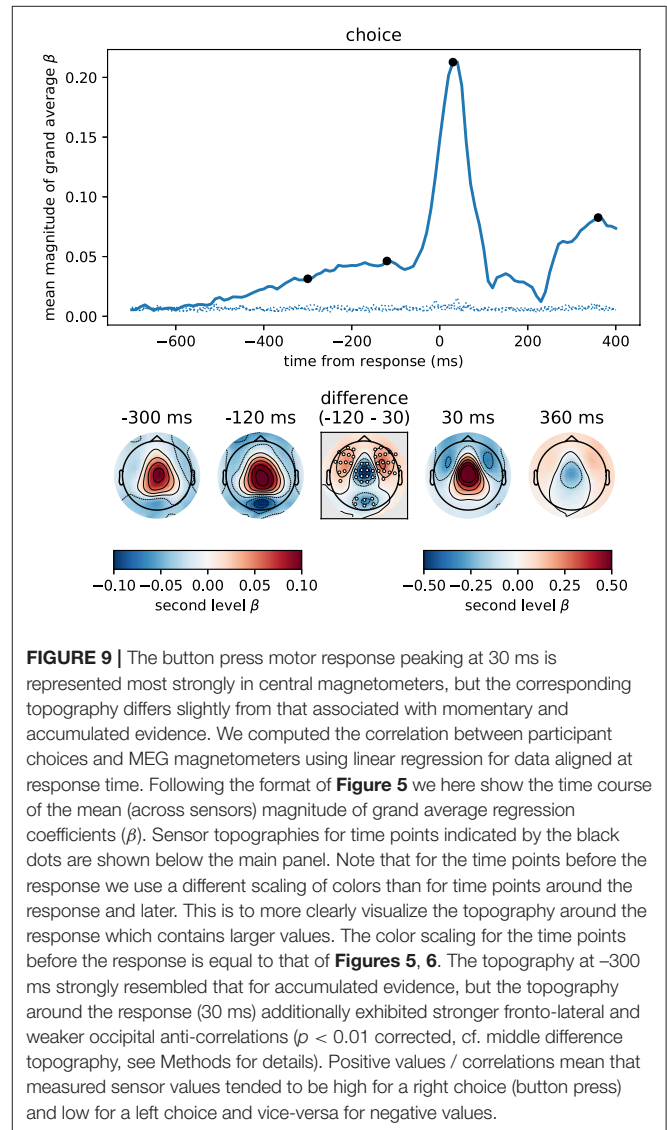 choice
mean magnitude of grand average β
0.20
0.15
0.10
0.05
0.00
−600 −400 −200 0 200 400
time from response (ms)
difference
-300 ms -120 ms (-120 - 30) 30 ms 360 ms
−0.10 −0.05 0.00 0.05 0.10 −0.50 −0.25 0.00 0.25 0.50
second level β second level β
FIGURE 9 | The button press motor response peaking at 30 ms is
represented most strongly in central magnetometers, but the corresponding
topography differs slightly from that associated with momentary and
accumulated evidence. We computed the correlation between participant
choices and MEG magnetometers using linear regression for data aligned at
response time. Following the format of Figure 5 we here show the time course
of the mean (across sensors) magnitude of grand average regression
coefficients (β). Sensor topographies for time points indicated by the black
dots are shown below the main panel. Note that for the time points before the
response we use a different scaling of colors than for time points around the
response and later. This is to more clearly visualize the topography around the
response which contains larger values. The color scaling for the time points
before the response is equal to that of Figures 5, 6. The topography at –300
ms strongly resembled that for accumulated evidence, but the topography
around the response (30 ms) additionally exhibited stronger fronto-lateral and
weaker occipital anti-correlations (p < 0.01 corrected, cf. middle difference
topography, see Methods for details). Positive values / correlations mean that
measured sensor values tended to be high for a right choice (button press)
and low for a left choice and vice-versa for negative values.